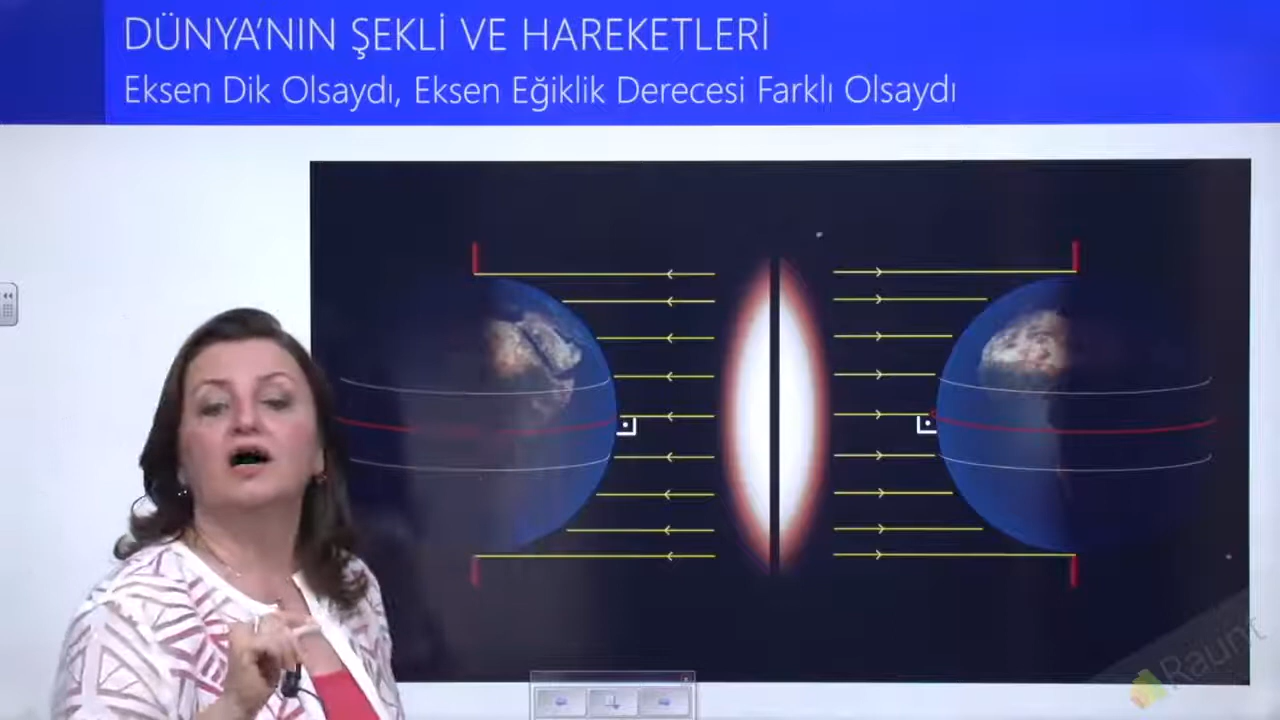 DÜNYA'NIN ŞEKLİ VE HAREKETLERİ
Eksen Dik Olsaydı, Eksen Eğiklik Derecesi Farklı Olsaydı
Raunt